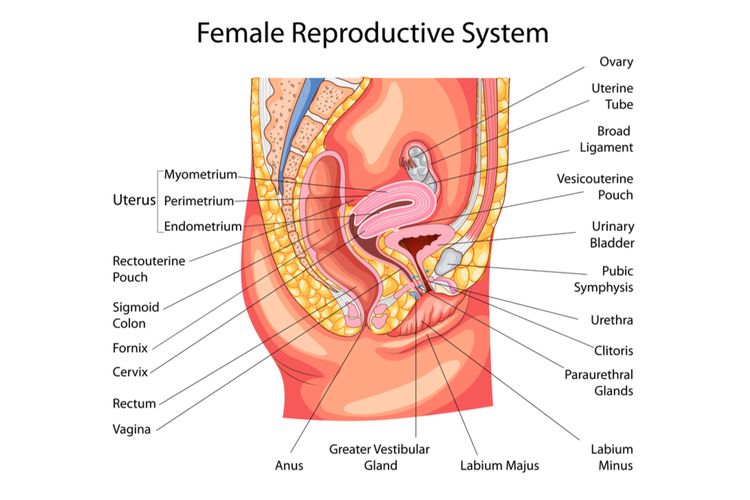 Female Reproductive System
Ovary
Uterine
Tube
Broad
Ligament
Vesicouterine
Pouch
Urinary
Bladder
Pubic
Symphysis
Urethra
Clitoris
Paraurethral
Glands
Uterus
Myometrium
Perimetrium
Endometrium
Rectouterine
Pouch
Sigmoid
Colon
Fornix
Cervix
Rectum
Vagina
Anus
Greater Vestibular
Gland
Labium Majus
Labium
Minus